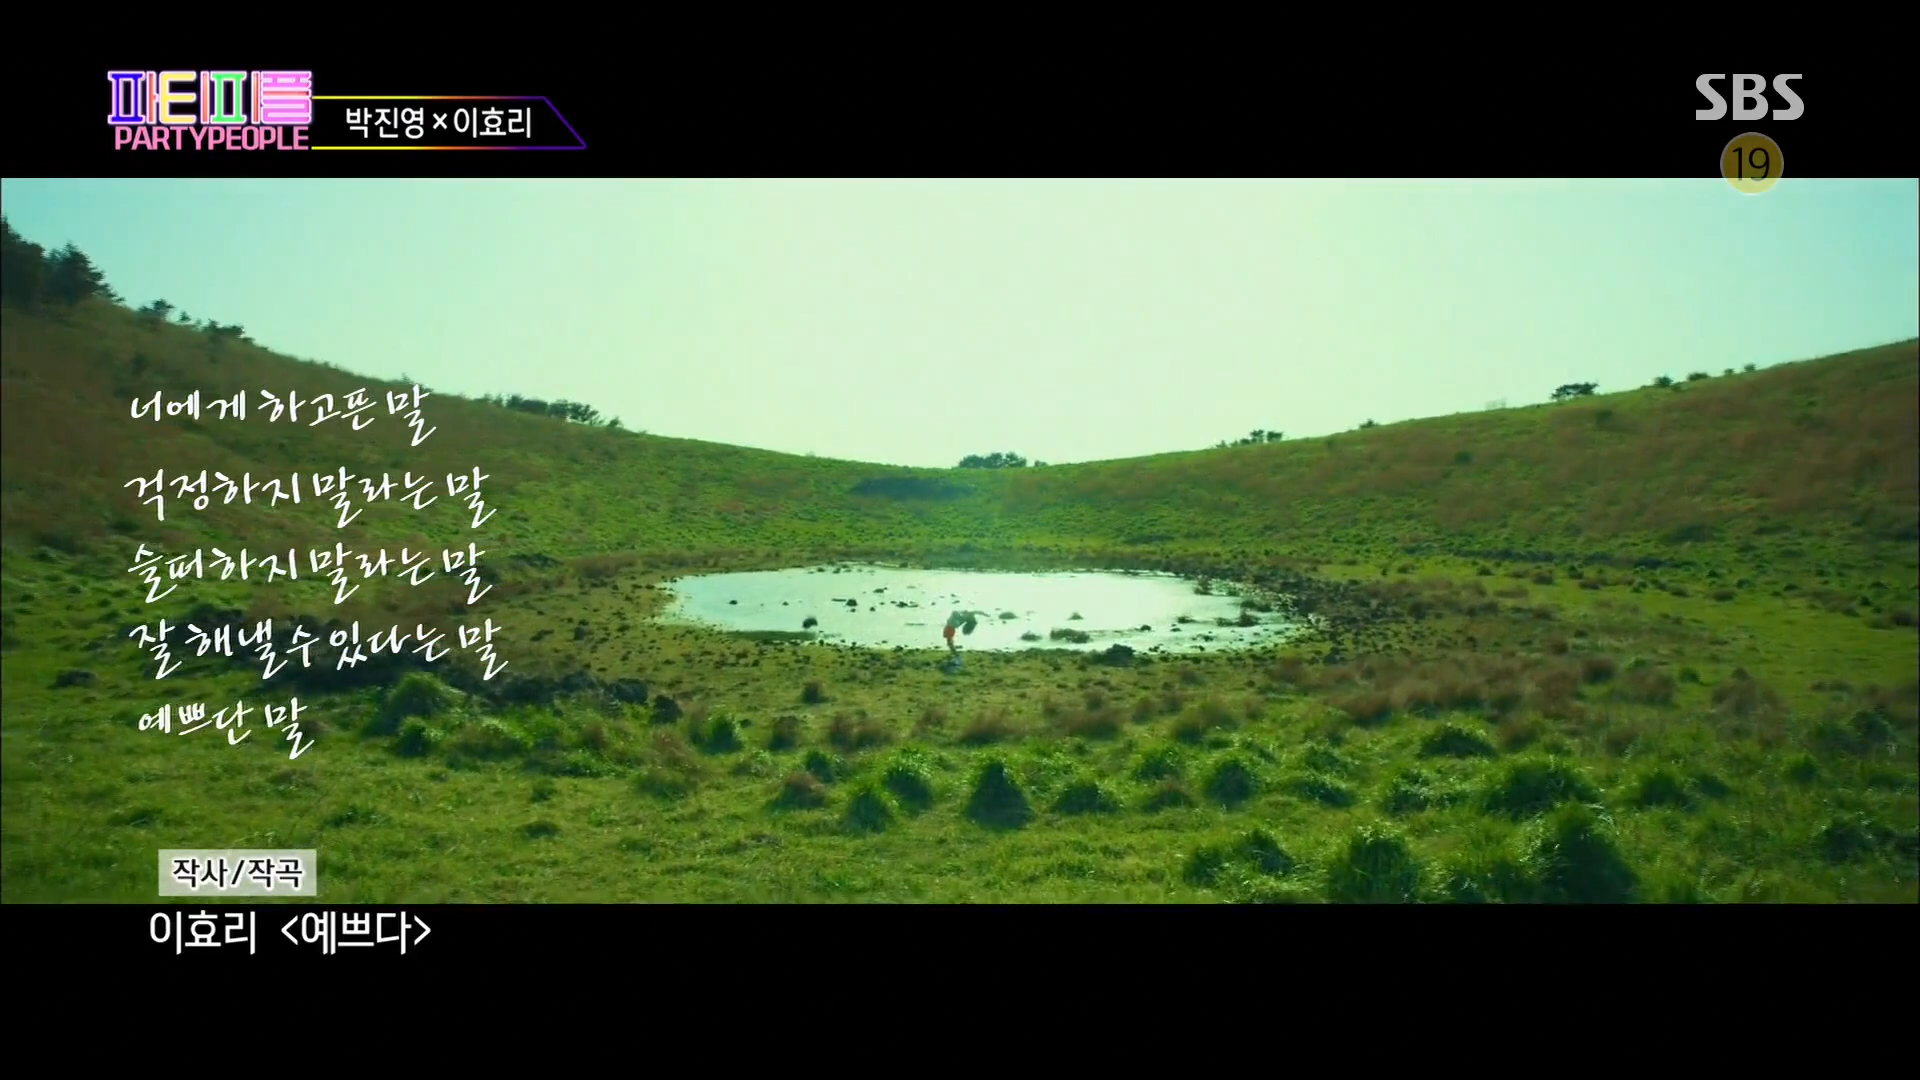 파티피플
PARTYPEOPLE
박진영×이효리
SBS
19
너에게 하고픈 말
걱정하지 말라는 말
슬퍼하지 말라는 말
잘 해낼 수 있다는 말
예쁘단 말
작사/작곡
이효리 <예쁘다>